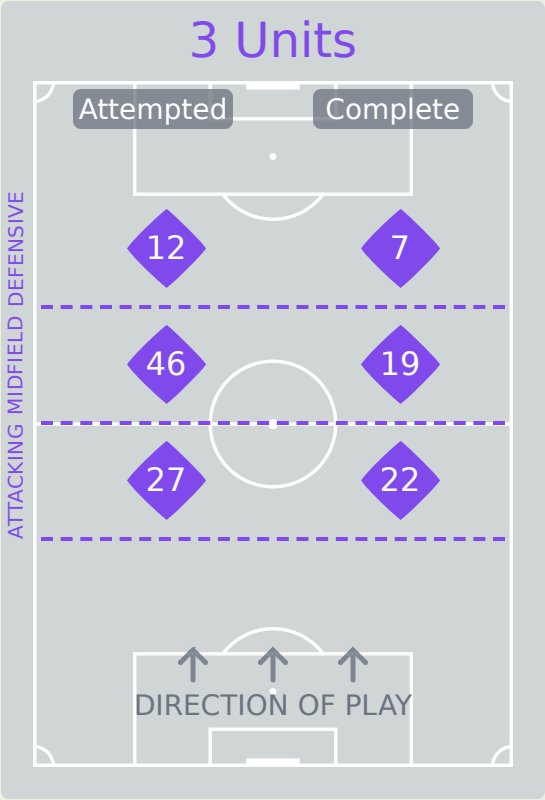 3 Units
Attempted Complete
ATTACKING MIDFIELD DEFENSIVE
12 7
46 19
27 22
DIRECTION OF PLAY